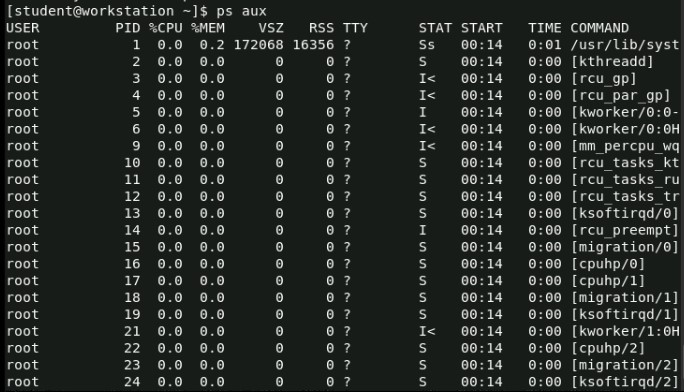 [student@workstation ~]$ ps aux
USER         PID %CPU %MEM    VSZ   RSS TTY      STAT START   TIME COMMAND
root           1  0.0  0.2 172068 16356 ?        Ss   00:14   0:01 /usr/lib/syst
root           2  0.0  0.0      0     0 ?        S    00:14   0:00 [kthreadd]
root           3  0.0  0.0      0     0 ?        I<   00:14   0:00 [rcu_gp]
root           4  0.0  0.0      0     0 ?        I<   00:14   0:00 [rcu_par_gp]
root           5  0.0  0.0      0     0 ?        I    00:14   0:00 [kworker/0:0-
root           6  0.0  0.0      0     0 ?        I<   00:14   0:00 [kworker/0:0H
root           9  0.0  0.0      0     0 ?        I<   00:14   0:00 [mm_percpu_wq
root          10  0.0  0.0      0     0 ?        S    00:14   0:00 [rcu_tasks_kt
root          11  0.0  0.0      0     0 ?        S    00:14   0:00 [rcu_tasks_ru
root          12  0.0  0.0      0     0 ?        S    00:14   0:00 [rcu_tasks_tr
root          13  0.0  0.0      0     0 ?        S    00:14   0:00 [ksoftirqd/0]
root          14  0.0  0.0      0     0 ?        I    00:14   0:00 [rcu_preempt]
root          15  0.0  0.0      0     0 ?        S    00:14   0:00 [migration/0]
root          16  0.0  0.0      0     0 ?        S    00:14   0:00 [cpuhp/0]
root          17  0.0  0.0      0     0 ?        S    00:14   0:00 [cpuhp/1]
root          18  0.0  0.0      0     0 ?        S    00:14   0:00 [migration/1]
root          19  0.0  0.0      0     0 ?        S    00:14   0:00 [ksoftirqd/1]
root          21  0.0  0.0      0     0 ?        I<   00:14   0:00 [kworker/1:0H
root          22  0.0  0.0      0     0 ?        S    00:14   0:00 [cpuhp/2]
root          23  0.0  0.0      0     0 ?        S    00:14   0:00 [migration/2]
root          24  0.0  0.0      0     0 ?        S    00:14   0:00 [ksoftirqd/2]